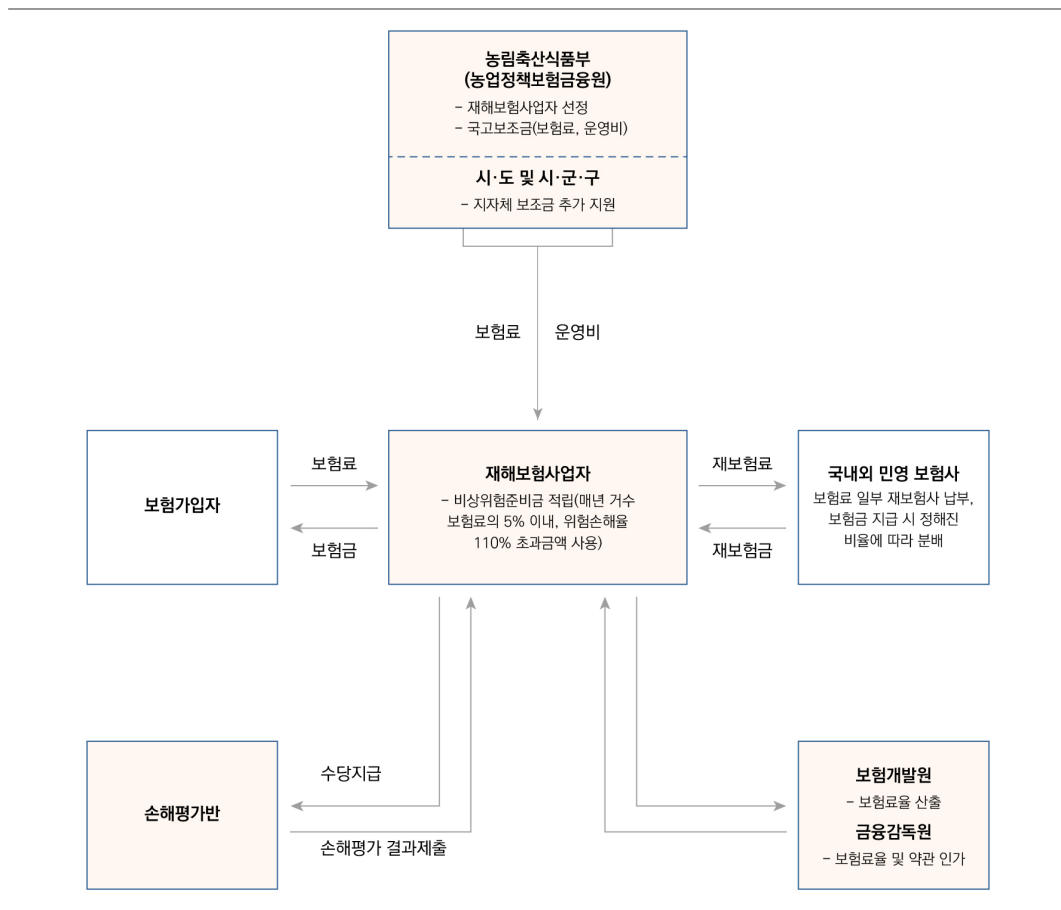 농림축산식품부
(농업정책보험금융원)
- 재해보험사업자 선정
- 국고보조금(보험료, 운영비)
시·도 및 시·군·구
- 지자체 보조금 추가 지원
보험료
운영비
보험가입자
보험료
보험금
재해보험사업자
- 비상위험준비금 적립(매년 거수
보험료의 5% 이내, 위험손해율
110% 초과금액 사용)
재보험료
재보험금
국내외 민영 보험사
보험료 일부 재보험사 납부,
보험금 지급 시 정해진
비율에 따라 분배
손해평가반
수당지급
손해평가 결과제출
보험개발원
- 보험료율 산출
금융감독원
- 보험료율 및 약관 인가